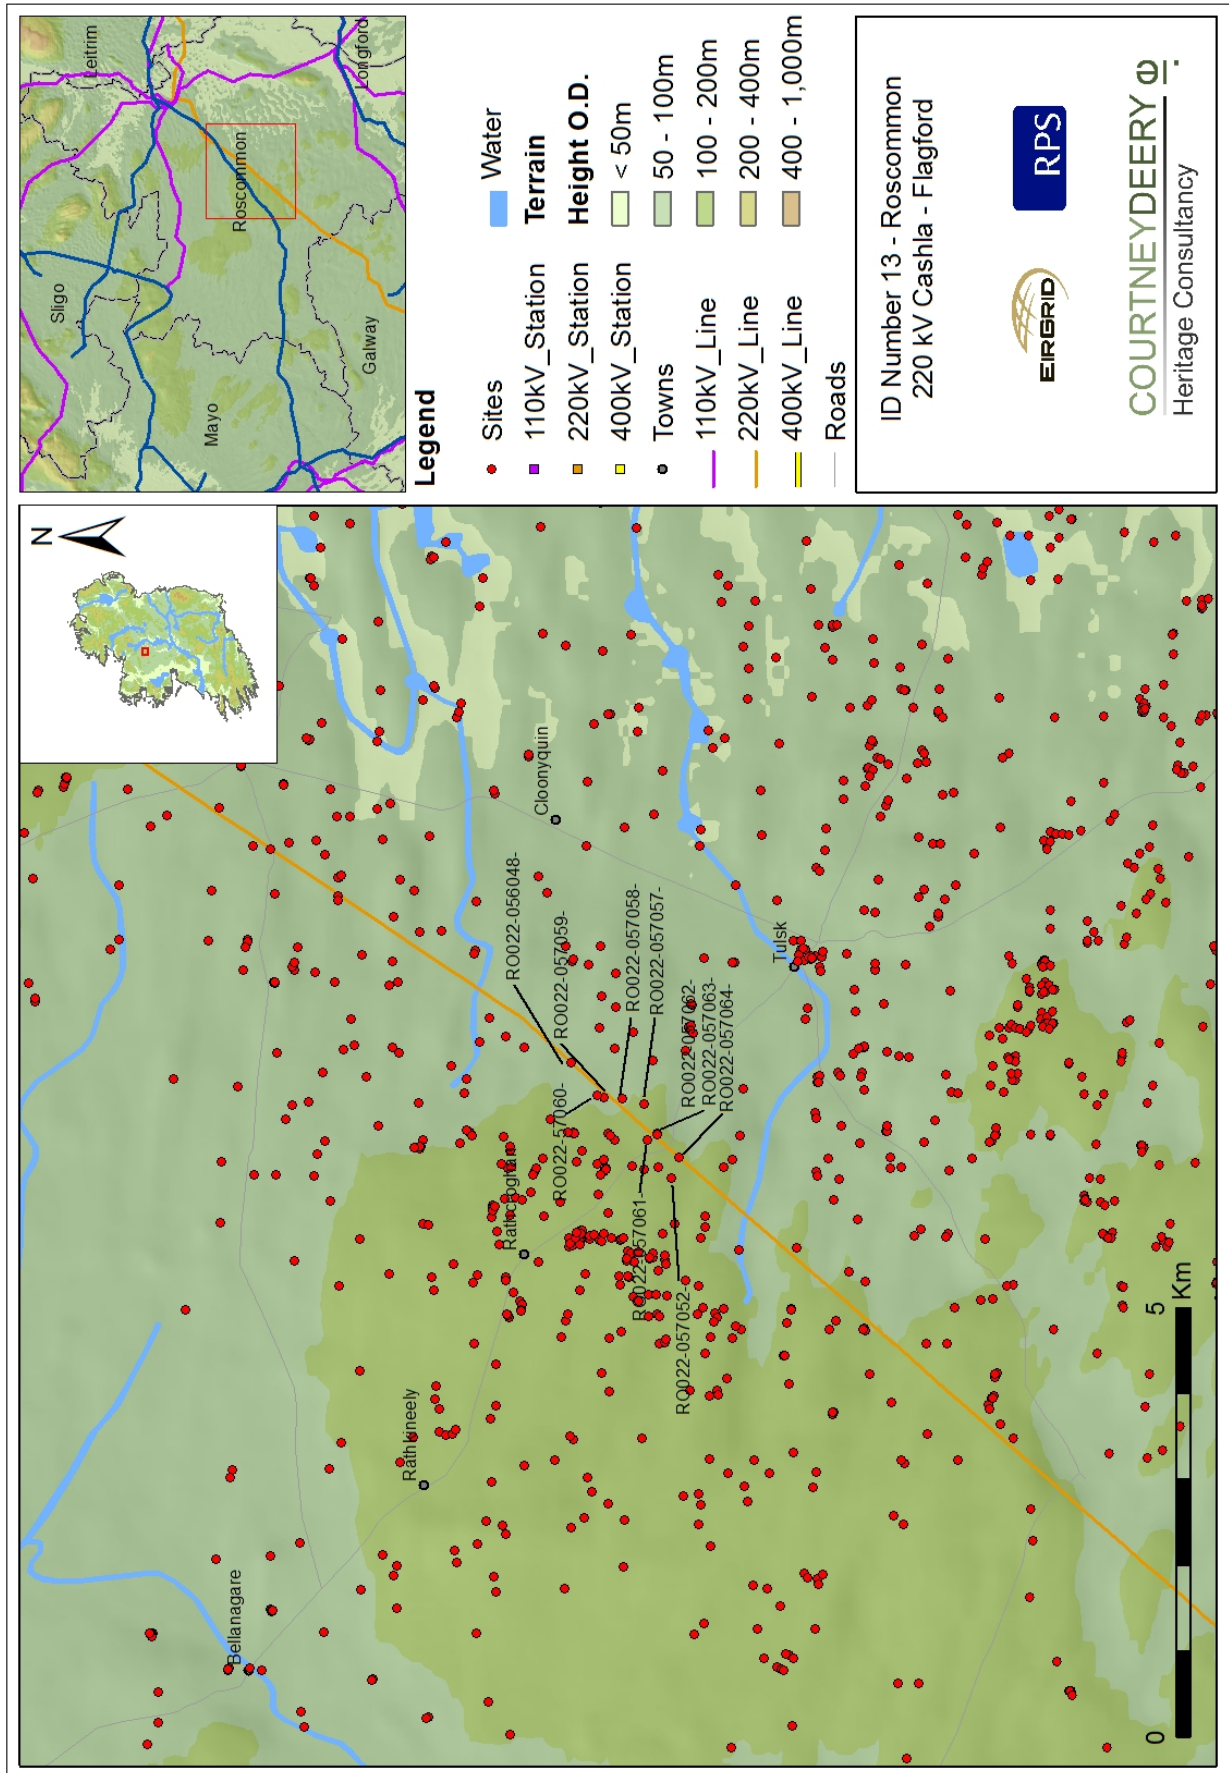 N
Bellanagare
Rathkineely
Rathcroghan
Cloonyquin
Tulsk
RO022-056048-
RO022-057059-
RO022-57060-
RO022-057058-
RO022-057057-
RO022-057062-
RO022-057063-
RO022-057064-
RO022-057061-
RO022-057052-
0
5
Km
Sligo
Leitrim
Mayo
Roscommon
Galway
Longford
Legend
Sites
110kV_Station
220kV_Station
400kV_Station
Towns
110kV_Line
220kV_Line
400kV_Line
Roads
Water
Terrain
Height O.D.
< 50m
50 - 100m
100 - 200m
200 - 400m
400 - 1,000m
ID Number 13 - Roscommon
220 kV Cashla - Flagford
EIRGRID
RPS
COURTNEYDEERY
Heritage Consultancy